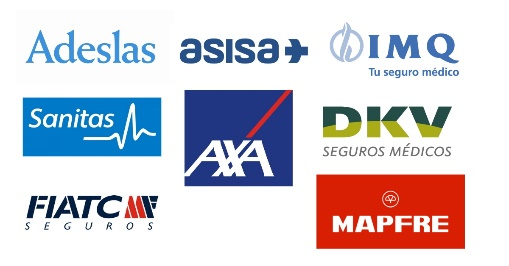 Adeslas
asisa
IMQ
Tu seguro médico
Sanitas
AXA
DKV
SEGUROS MÉDICOS
FIATC
SEGUROS
MAPFRE